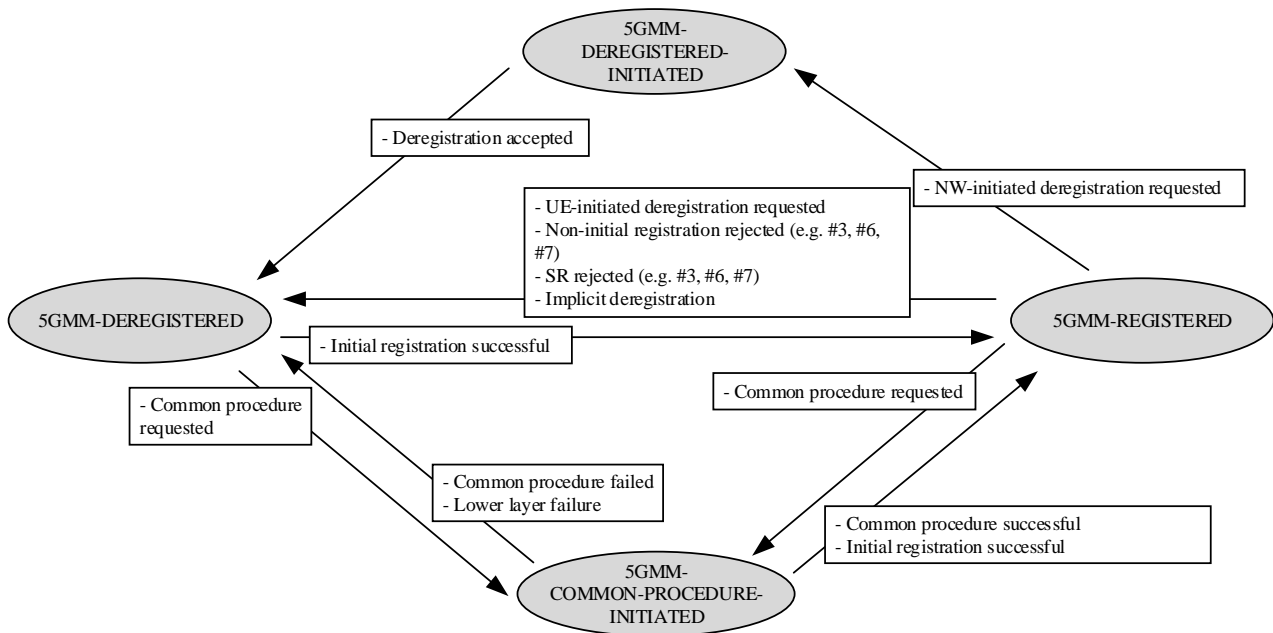 5GMM-
DEREGISTERED-
INITIATED
- Deregistration accepted
- NW-initiated deregistration requested
- UE-initiated deregistration requested
- Non-initial registration rejected (e.g. #3, #6,
#7)
- SR rejected (e.g. #3, #6, #7)
- Implicit deregistration
5GMM-DEREGISTERED
5GMM-REGISTERED
- Initial registration successful
- Common procedure
requested
- Common procedure requested
- Common procedure failed
- Lower layer failure
- Common procedure successful
- Initial registration successful
5GMM-
COMMON-PROCEDURE-
INITIATED